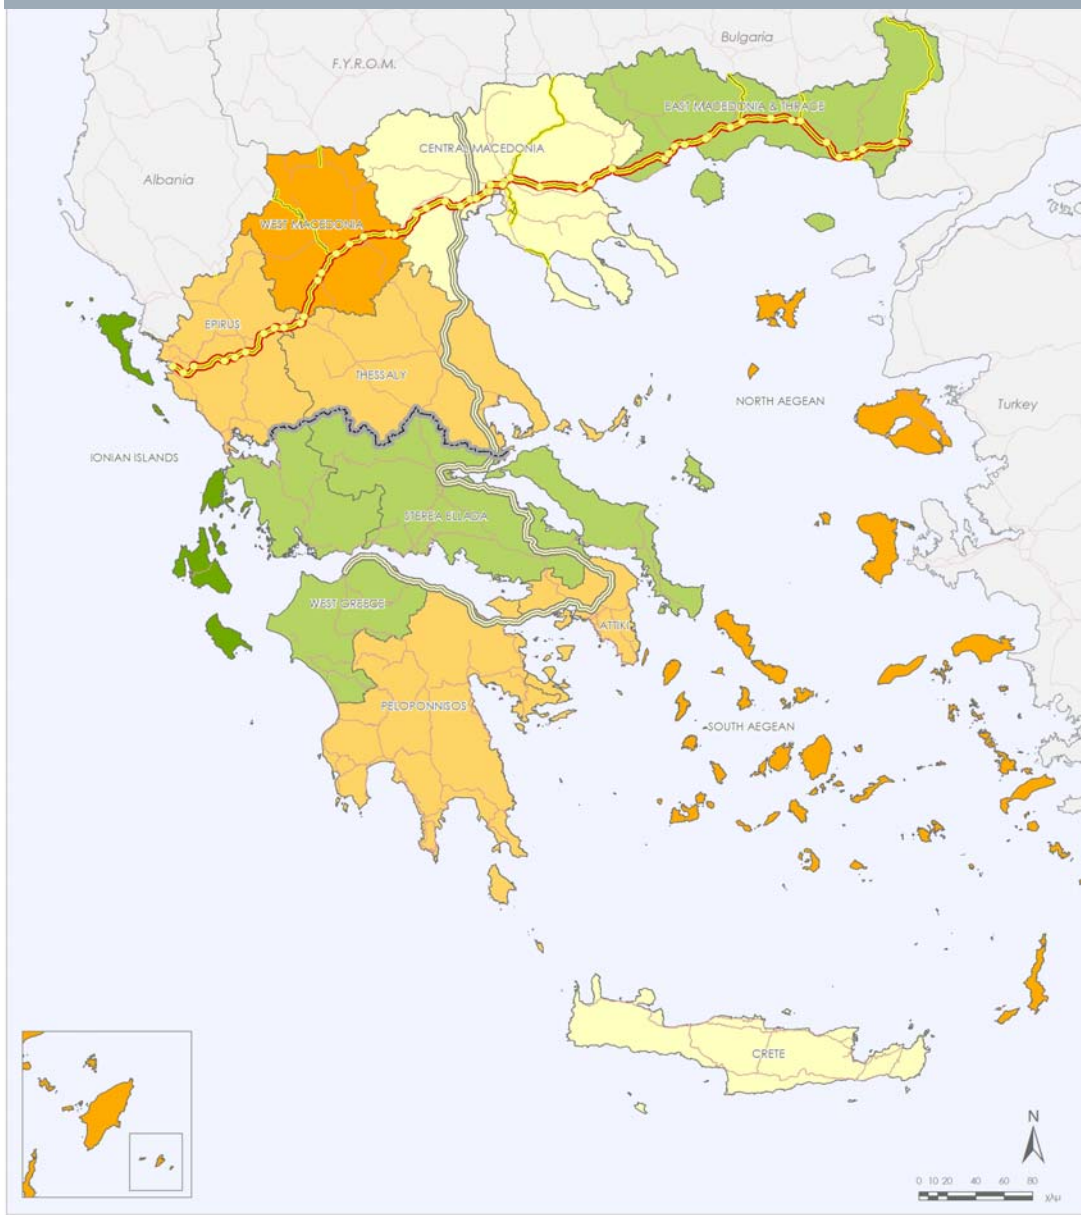 Bulgaria
F.Y.R.O.M.
EAST MACEDONIA & THRACE
CENTRAL MACEDONIA
Albania
WEST MACEDONIA
EPIRUS
THESSALY
NORTH AEGEAN
Turkey
IONIAN ISLANDS
STEREA ELLADA
WEST GREECE
ATTIKI
PELOPONNISOS
SOUTH AEGEAN
CRETE
N
0 10 20 40 60 80
χλμ